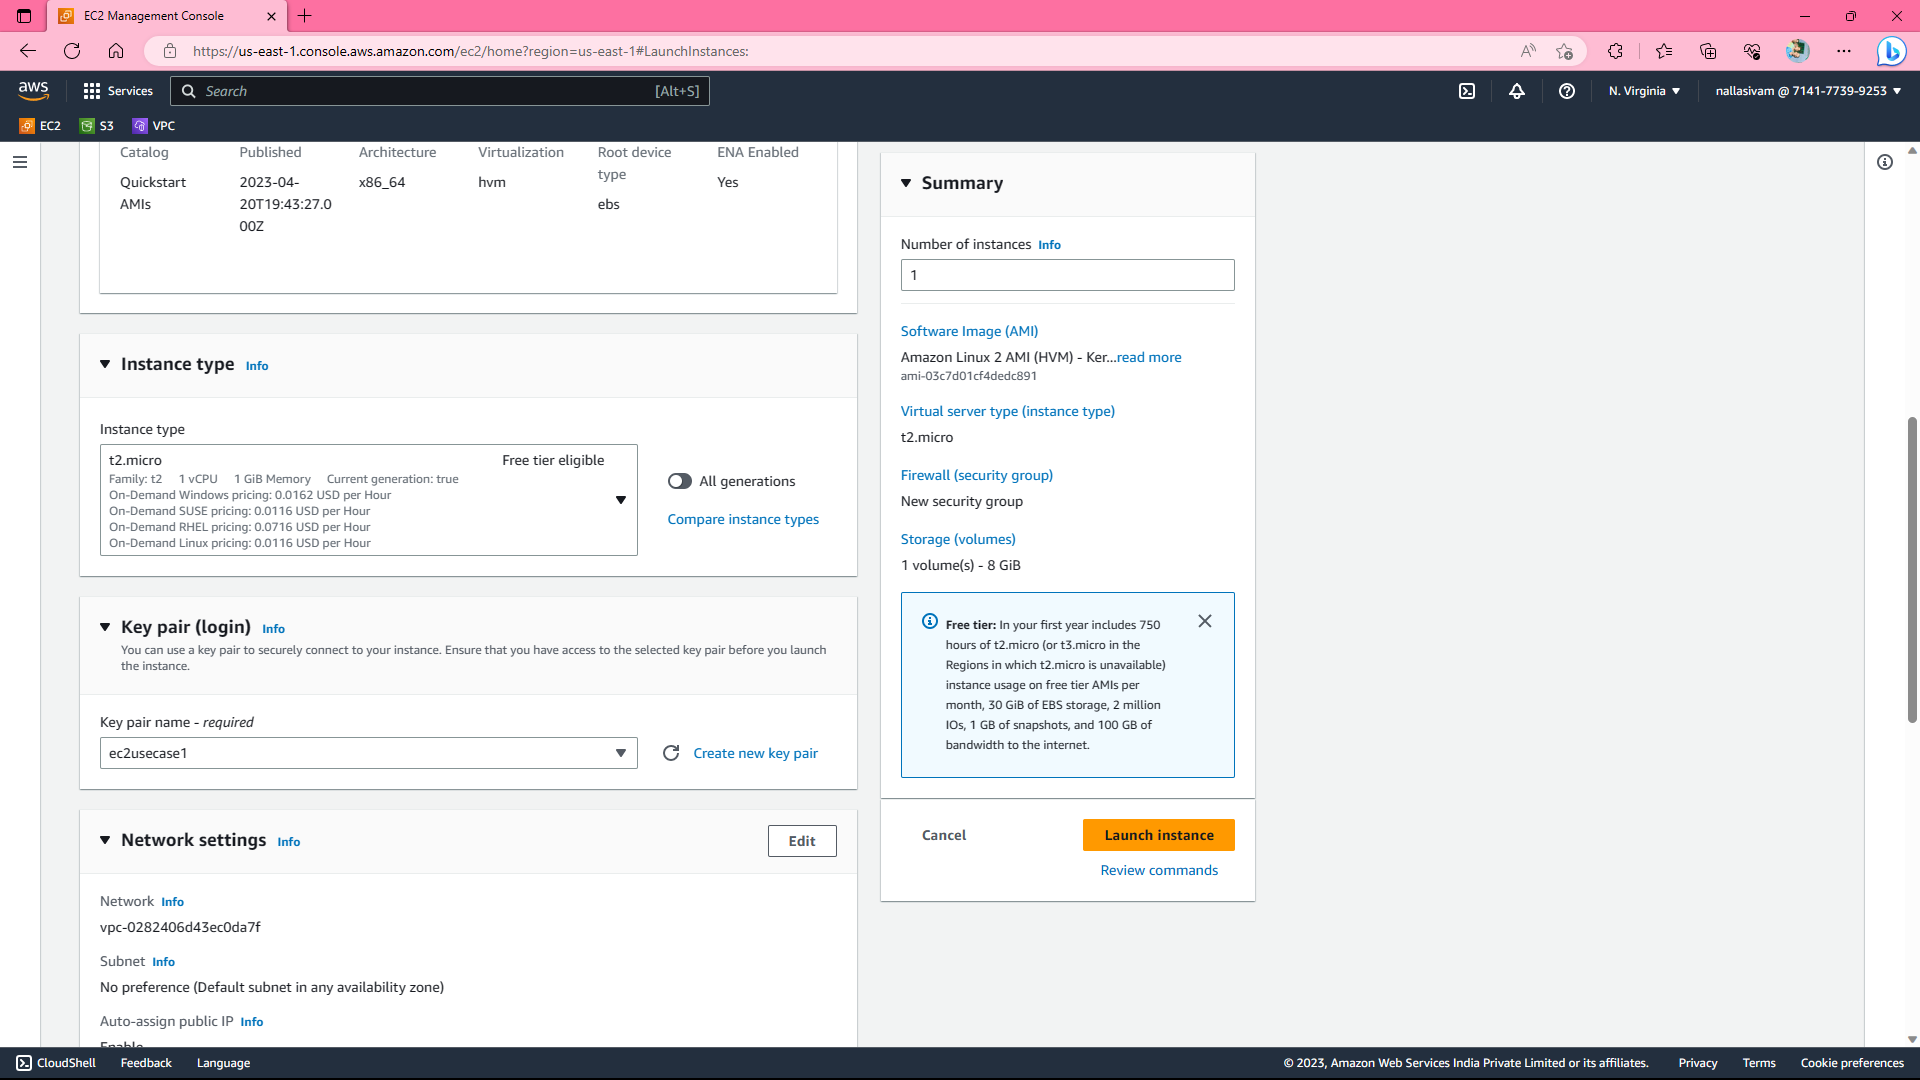 EC2 Management Console
https://us-east-1.console.aws.amazon.com/ec2/home?region=us-east-1#LaunchInstances:
aws
Services
Search
[Alt+S]
N. Virginia
nallasivam @ 7141-7739-9253
EC2
S3
VPC
Catalog
Published
Architecture
Virtualization
Root device
type
ENA Enabled
Quickstart
AMIs
2023-04-
20T19:43:27.0
00Z
x86_64
hvm
ebs
Yes
Instance type
Info
Instance type
t2.micro
Free tier eligible
Family: t2 1 vCPU 1 GiB Memory Current generation: true
On-Demand Windows pricing: 0.0162 USD per Hour
On-Demand SUSE pricing: 0.0116 USD per Hour
On-Demand RHEL pricing: 0.0716 USD per Hour
On-Demand Linux pricing: 0.0116 USD per Hour
All generations
Compare instance types
Key pair (login)
Info
You can use a key pair to securely connect to your instance. Ensure that you have access to the selected key pair before you launch
the instance.
Key pair name - required
ec2usecase1
Create new key pair
Network settings
Info
Edit
Network
Info
vpc-0282406d43ec0da7f
Subnet
Info
No preference (Default subnet in any availability zone)
Auto-assign public IP
Info
Enable
Summary
Number of instances
Info
1
Software Image (AMI)
Amazon Linux 2 AMI (HVM) - Ker...read more
ami-03c7d01cf4dedc891
Virtual server type (instance type)
t2.micro
Firewall (security group)
New security group
Storage (volumes)
1 volume(s) - 8 GiB
Free tier: In your first year includes 750
hours of t2.micro (or t3.micro in the
Regions in which t2.micro is unavailable)
instance usage on free tier AMIs per
month, 30 GiB of EBS storage, 2 million
IOs, 1 GB of snapshots, and 100 GB of
bandwidth to the internet.
Cancel
Launch instance
Review commands
CloudShell
Feedback
Language
© 2023, Amazon Web Services India Private Limited or its affiliates.
Privacy
Terms
Cookie preferences